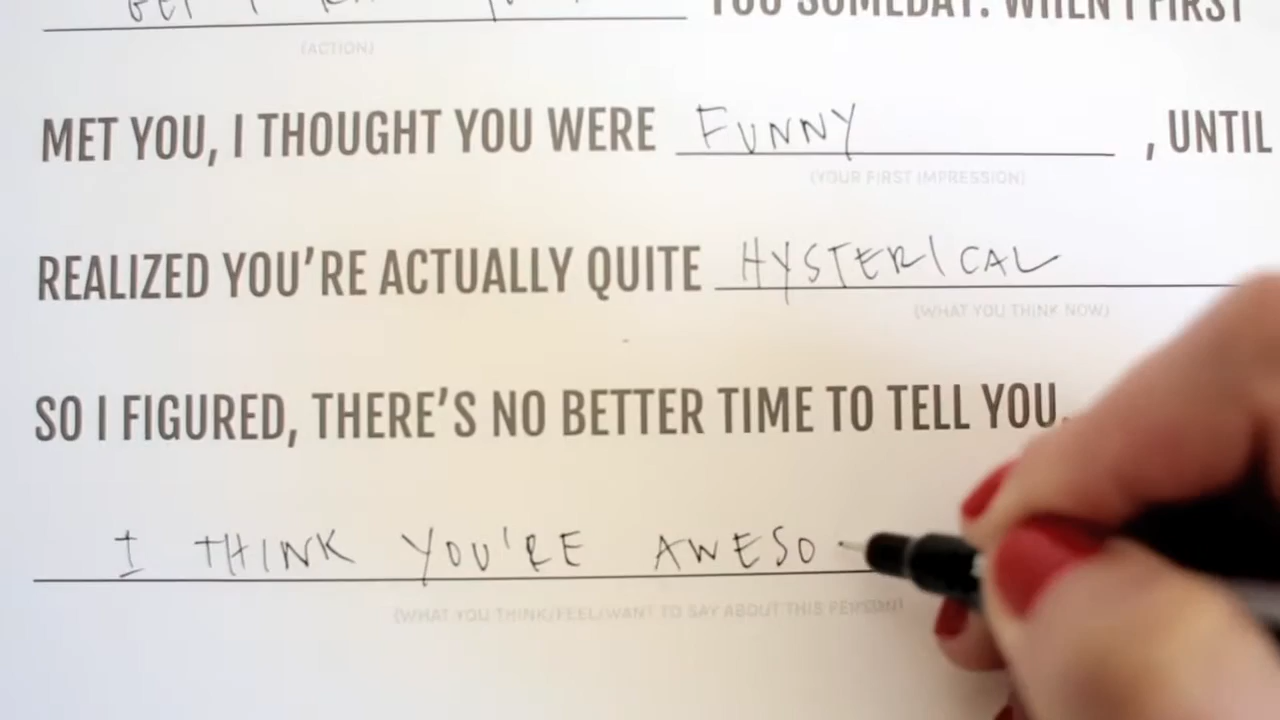 GET T YOU SOMEDAY. WHEN I FIRST
(ACTION)
MET YOU, I THOUGHT YOU WERE FUNNY , UNTIL
(YOUR FIRST IMPRESSION)
REALIZED YOU'RE ACTUALLY QUITE HYSTERICAL
(WHAT YOU THINK NOW)
SO I FIGURED, THERE'S NO BETTER TIME TO TELL YOU
I THINK YOU'RE AWESO
(WHAT YOU THINK/FEEL/WANT TO SAY ABOUT THIS PERSON)